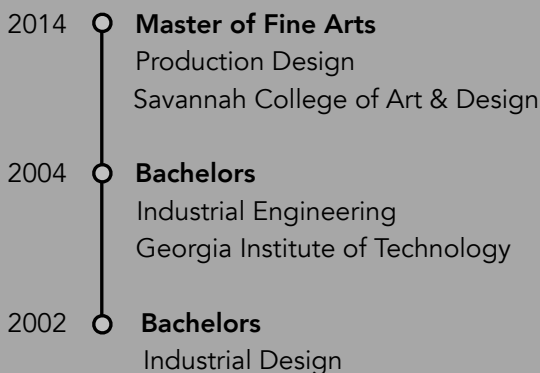 2014 Master of Fine Arts
Production Design
Savannah College of Art & Design
2004 Bachelors
Industrial Engineering
Georgia Institute of Technology
2002 Bachelors
Industrial Design